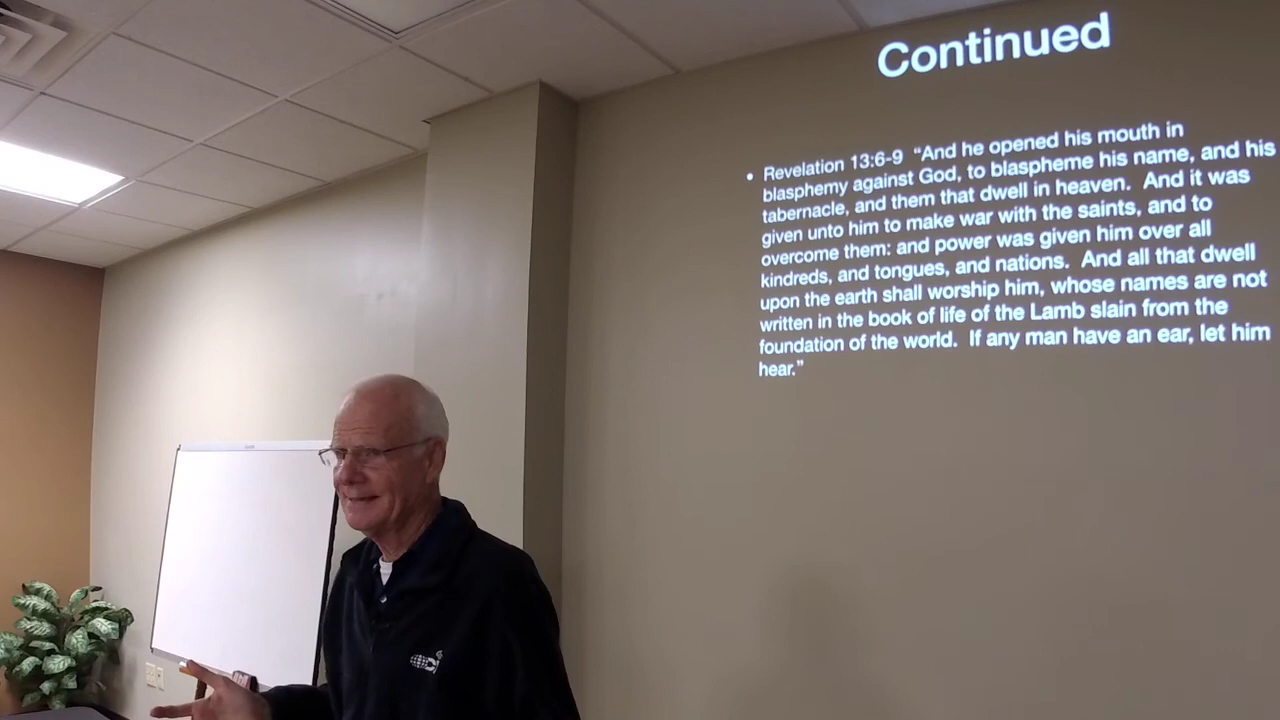 Continued
• Revelation 13:6-9 “And he opened his mouth in
blasphemy against God, to blaspheme his name, and his
tabernacle, and them that dwell in heaven. And it was
given unto him to make war with the saints, and to
overcome them: and power was given him over all
kindreds, and tongues, and nations. And all that dwell
upon the earth shall worship him, whose names are not
written in the book of life of the Lamb slain from the
foundation of the world. If any man have an ear, let him
hear.”